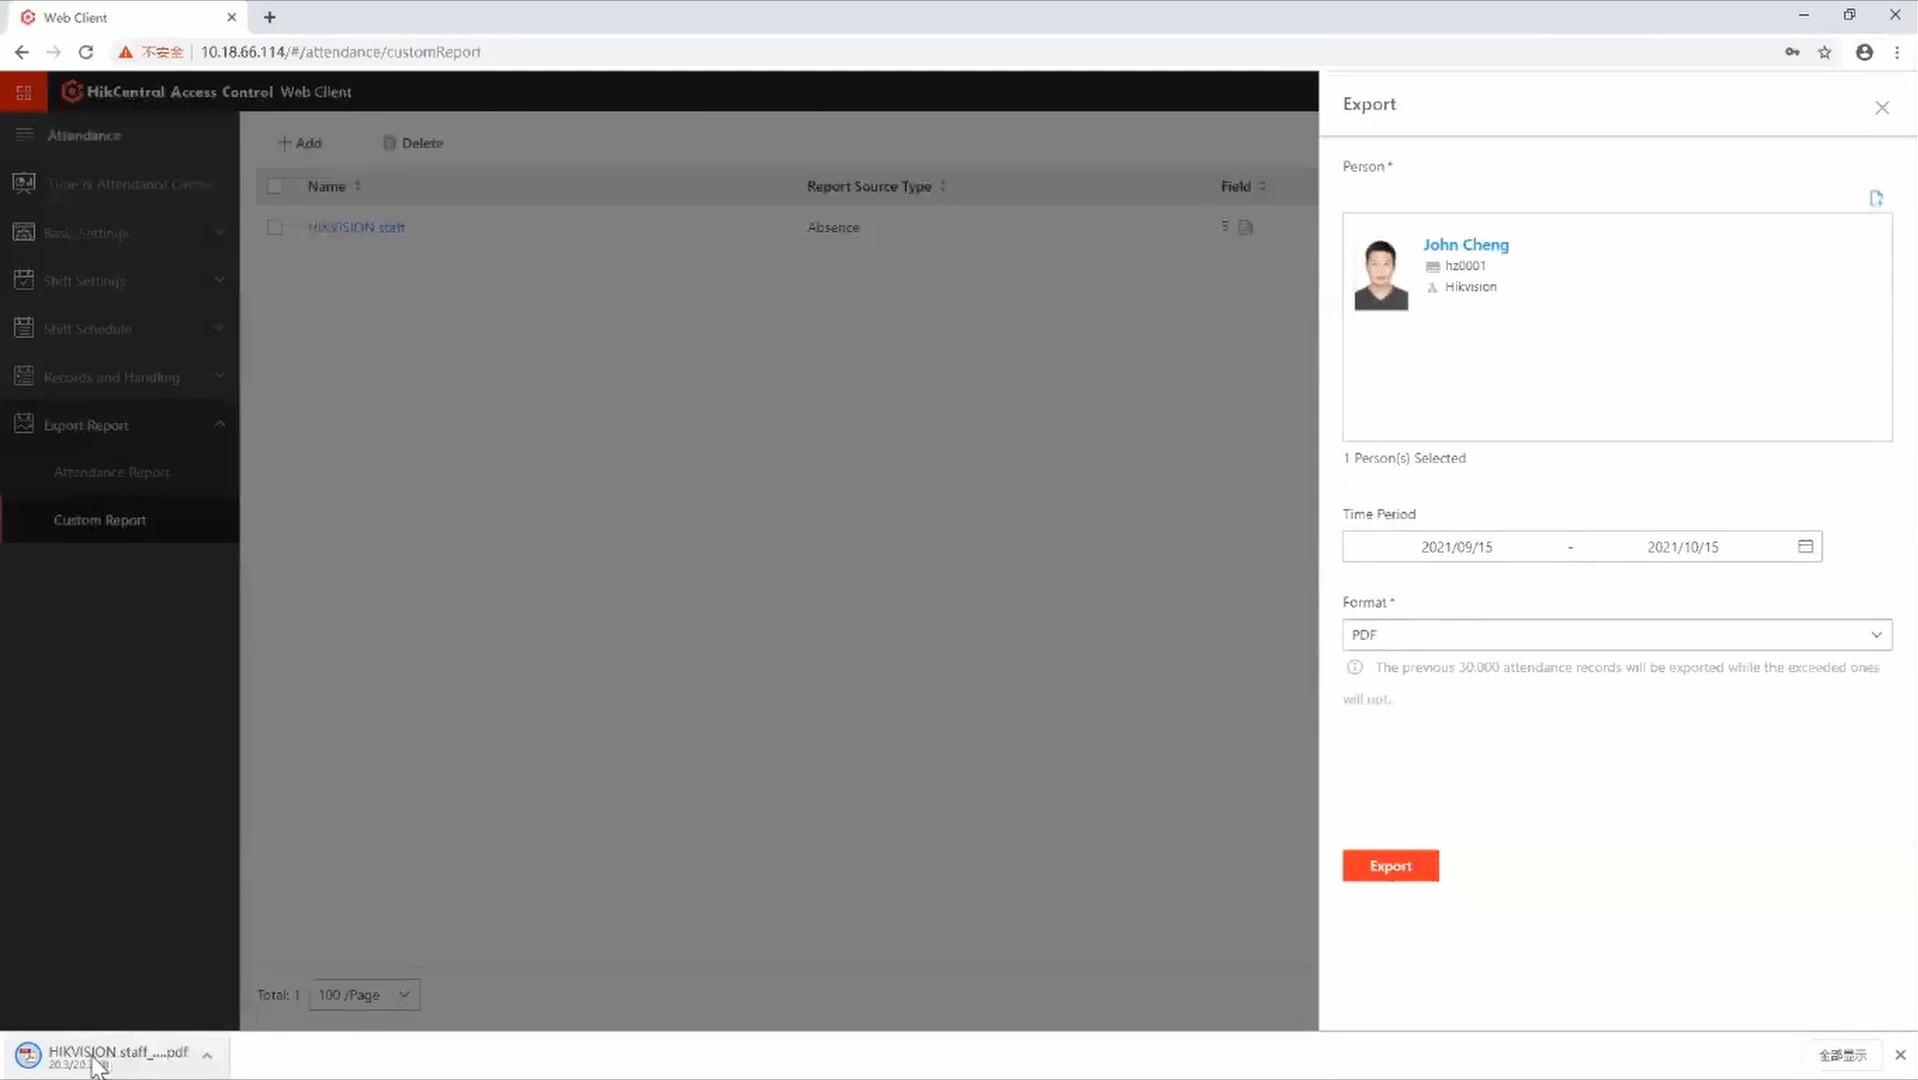 Web Client
不安全
10.18.66.114/#/attendance/customReport
HikCentral Access Control Web Client
Attendance
Time & Attendance
Basic Settings
Shift Settings
Shift Schedule
Records and Handling
Export Report
Attendance Report
Custom Report
Add
Delete
Name
Report Source Type
Field
HIKVISION staff
Absence
5
Total: 1
100 /Page
Export
Person*
John Cheng
hz0001
Hikvision
1 Person(s) Selected
Time Period
2021/09/15 - 2021/10/15
Format*
PDF
The previous 30,000 attendance records will be exported while the exceeded ones
will not.
Export
HIKVISION staff_....pdf
全部显示